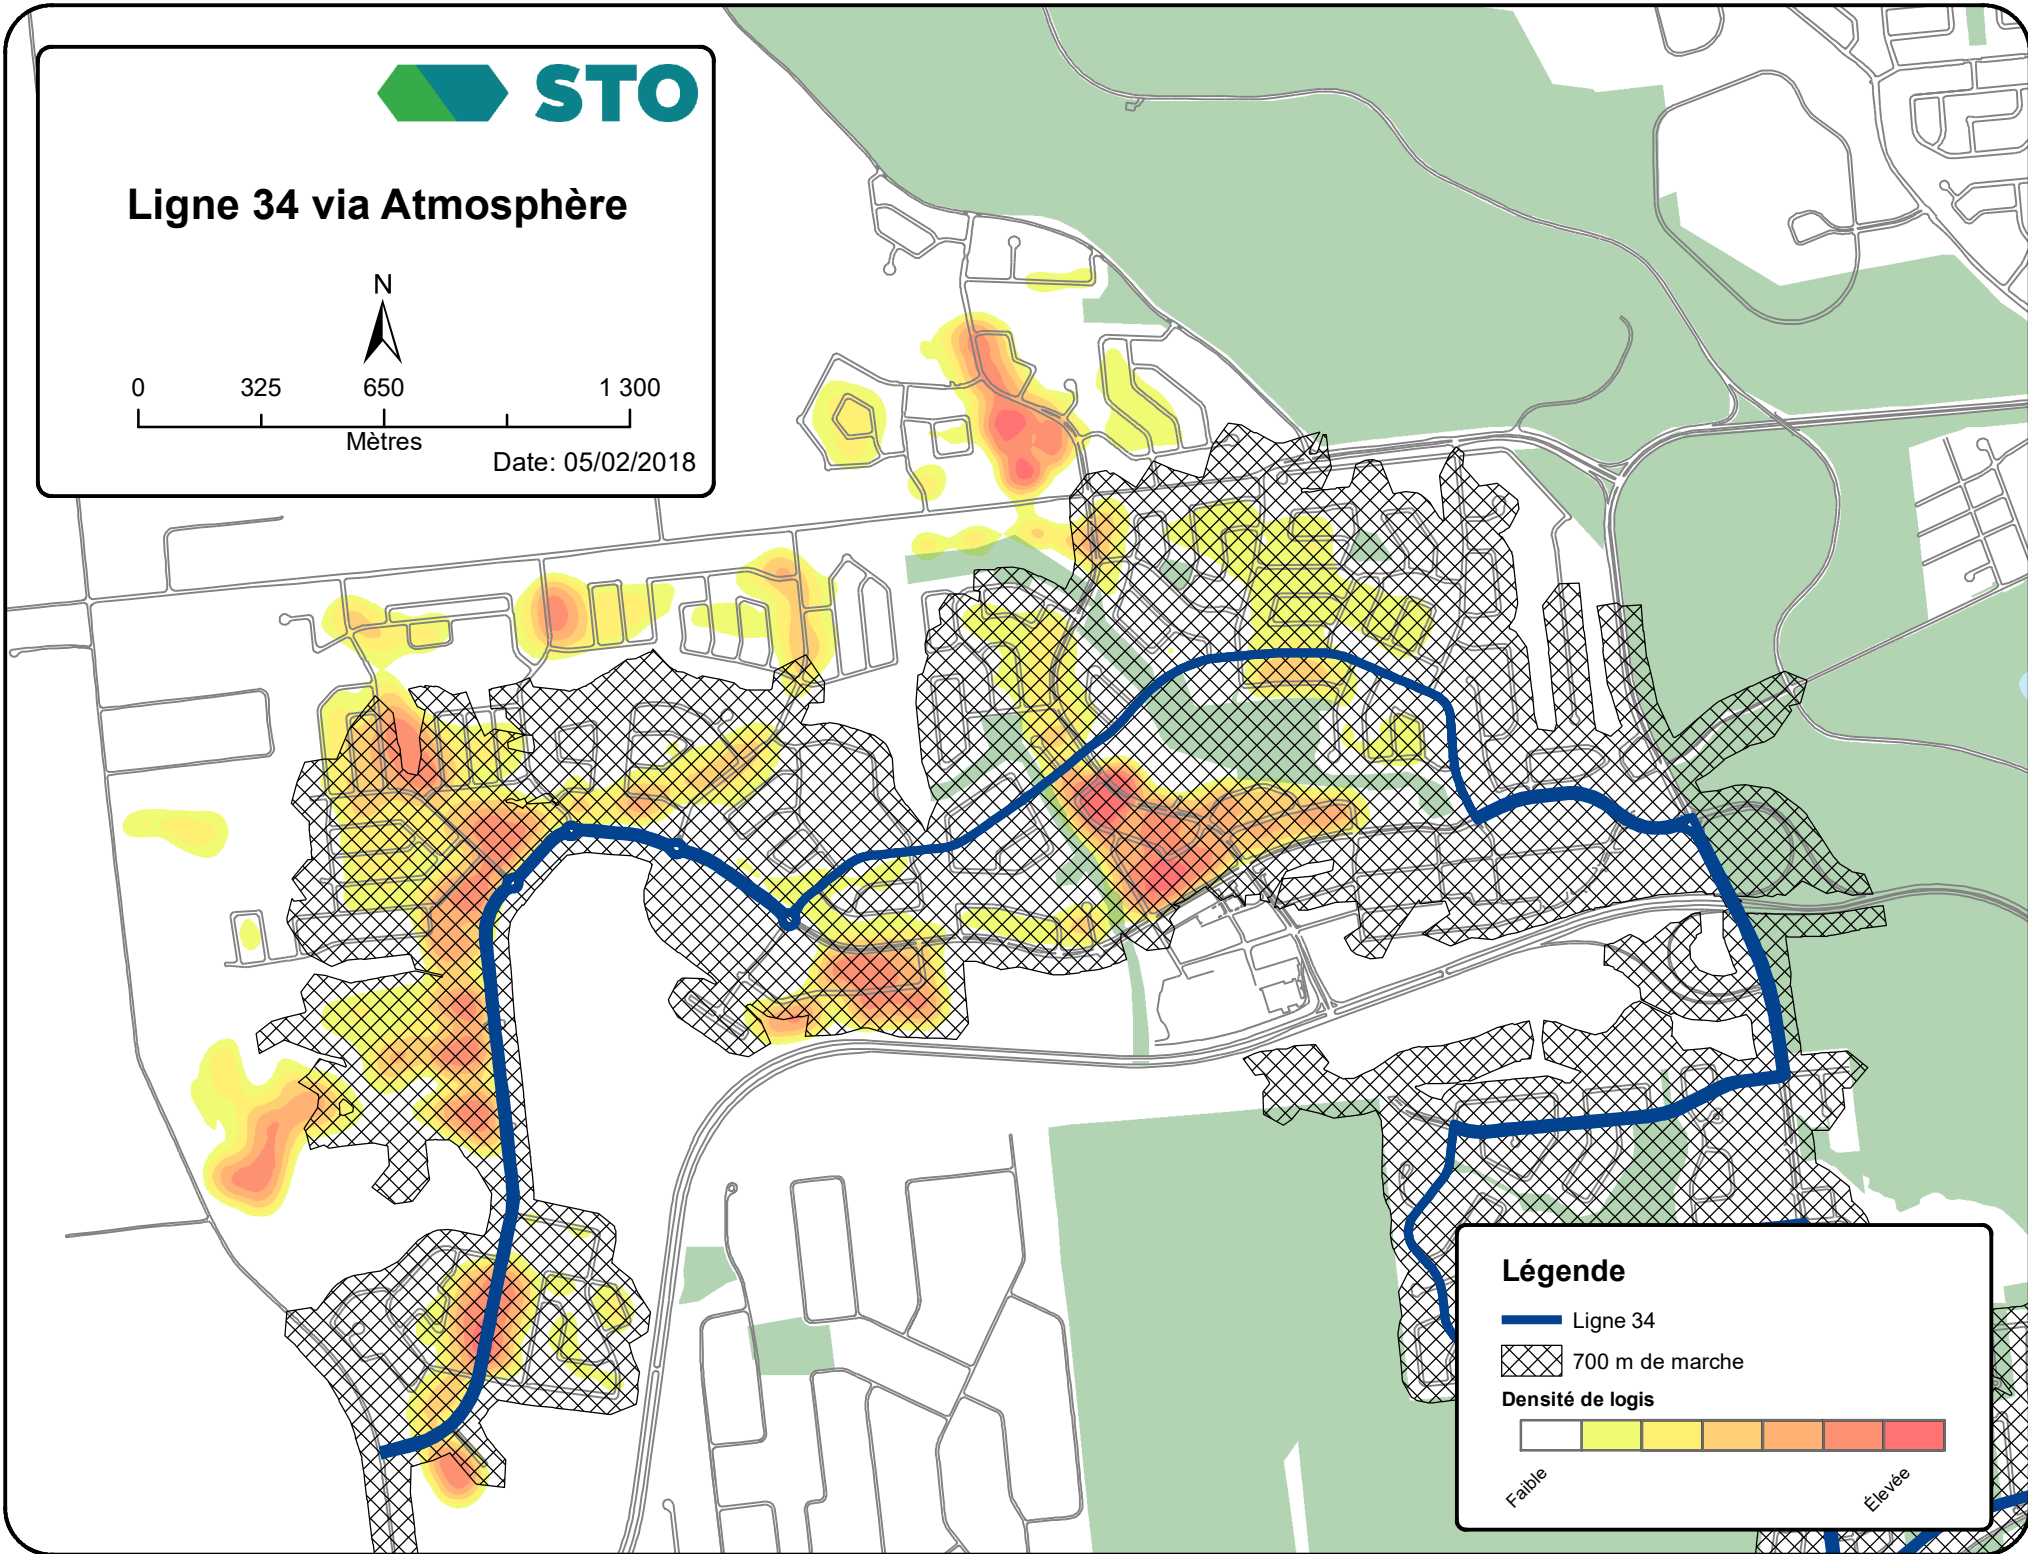 STO
Ligne 34 via Atmosphère
N
0 325 650 1 300
Mètres
Date: 05/02/2018
Légende
Ligne 34
700 m de marche
Densité de logis
Faible Élevée